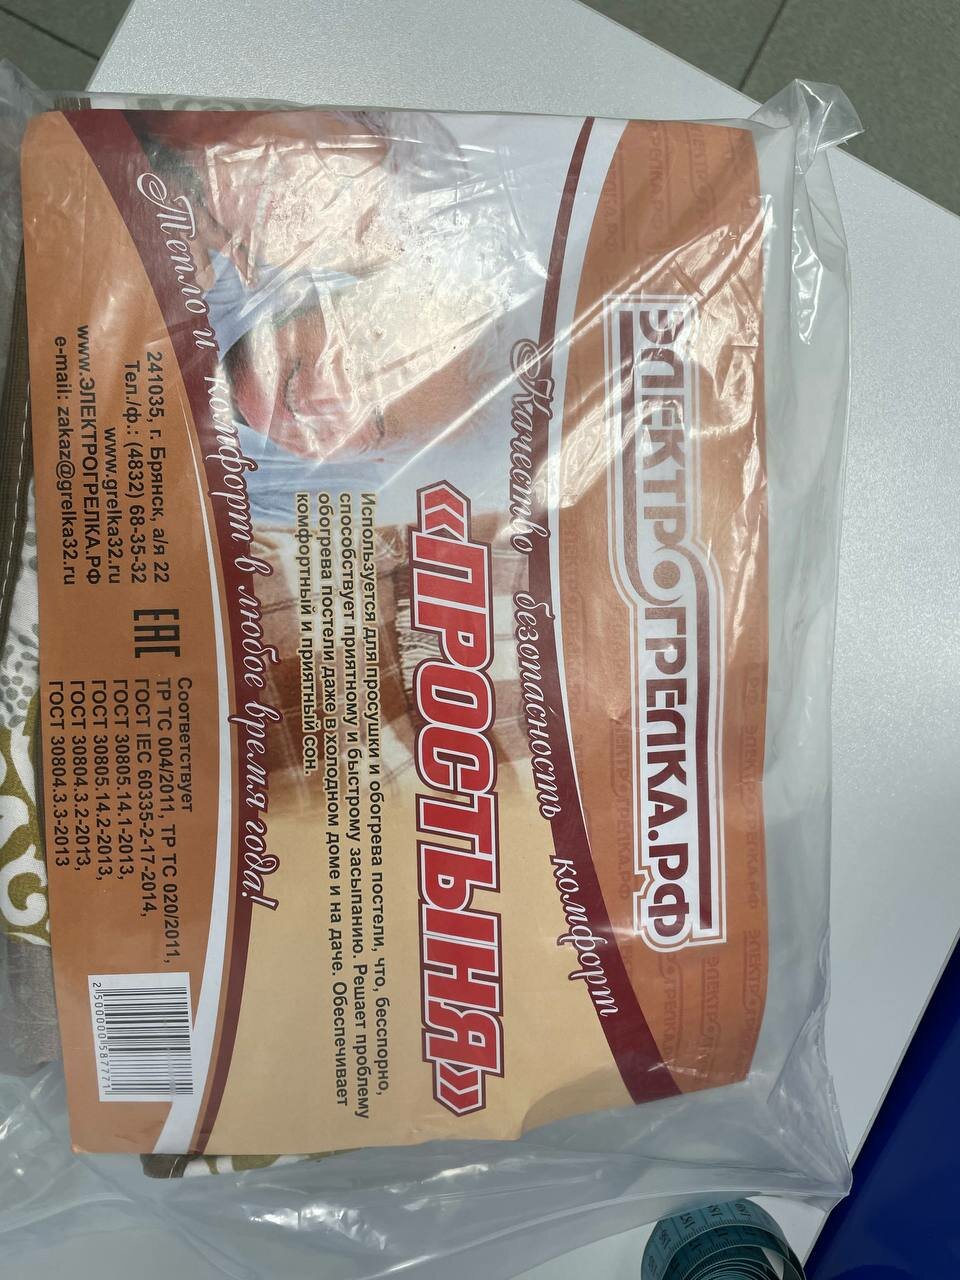 ЭЛЕКТРОГРЕЛКА.РФ
Качество безопасность комфорт
«ПРОСТЫНЯ»
Используется для просушки и обогрева постели, что, бесспорно,
способствует приятному и быстрому засыпанию. Решает проблему
обогрева постели даже в холодном доме и на даче. Обеспечивает
комфортный и приятный сон.
Тепло и комфорт в любое время года!
241035, г. Брянск, а/я 22
Тел./ф.: (4832) 68-35-32
www.grelka32.ru
www.ЭЛЕКТРОГРЕЛКА.РФ
e-mail: zakaz@grelka32.ru
ЕАС
Соответствует
ТР ТС 004/2011, ТР ТС 020/2011,
ГОСТ IEC 60335-2-17-2014,
ГОСТ 30805.14.1-2013,
ГОСТ 30805.14.2-2013,
ГОСТ 30804.3.2-2013,
ГОСТ 30804.3.3-2013
2500000587771